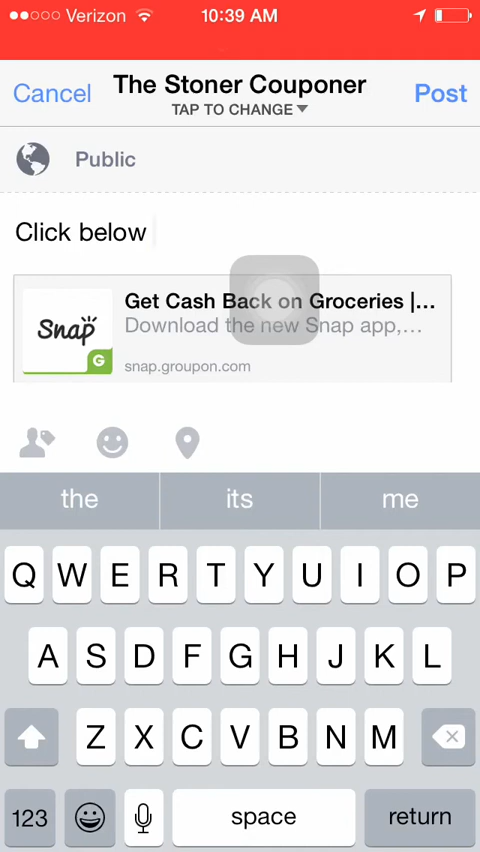 Verizon 10:39 AM
Cancel The Stoner Couponer Post
TAP TO CHANGE
Public
Click below
Get Cash Back on Groceries |...
Snap Download the new Snap app,...
G
snap.groupon.com
the its me
Q W E R T Y U I O P
A S D F G H J K L
Z X C V B N M
123 space return